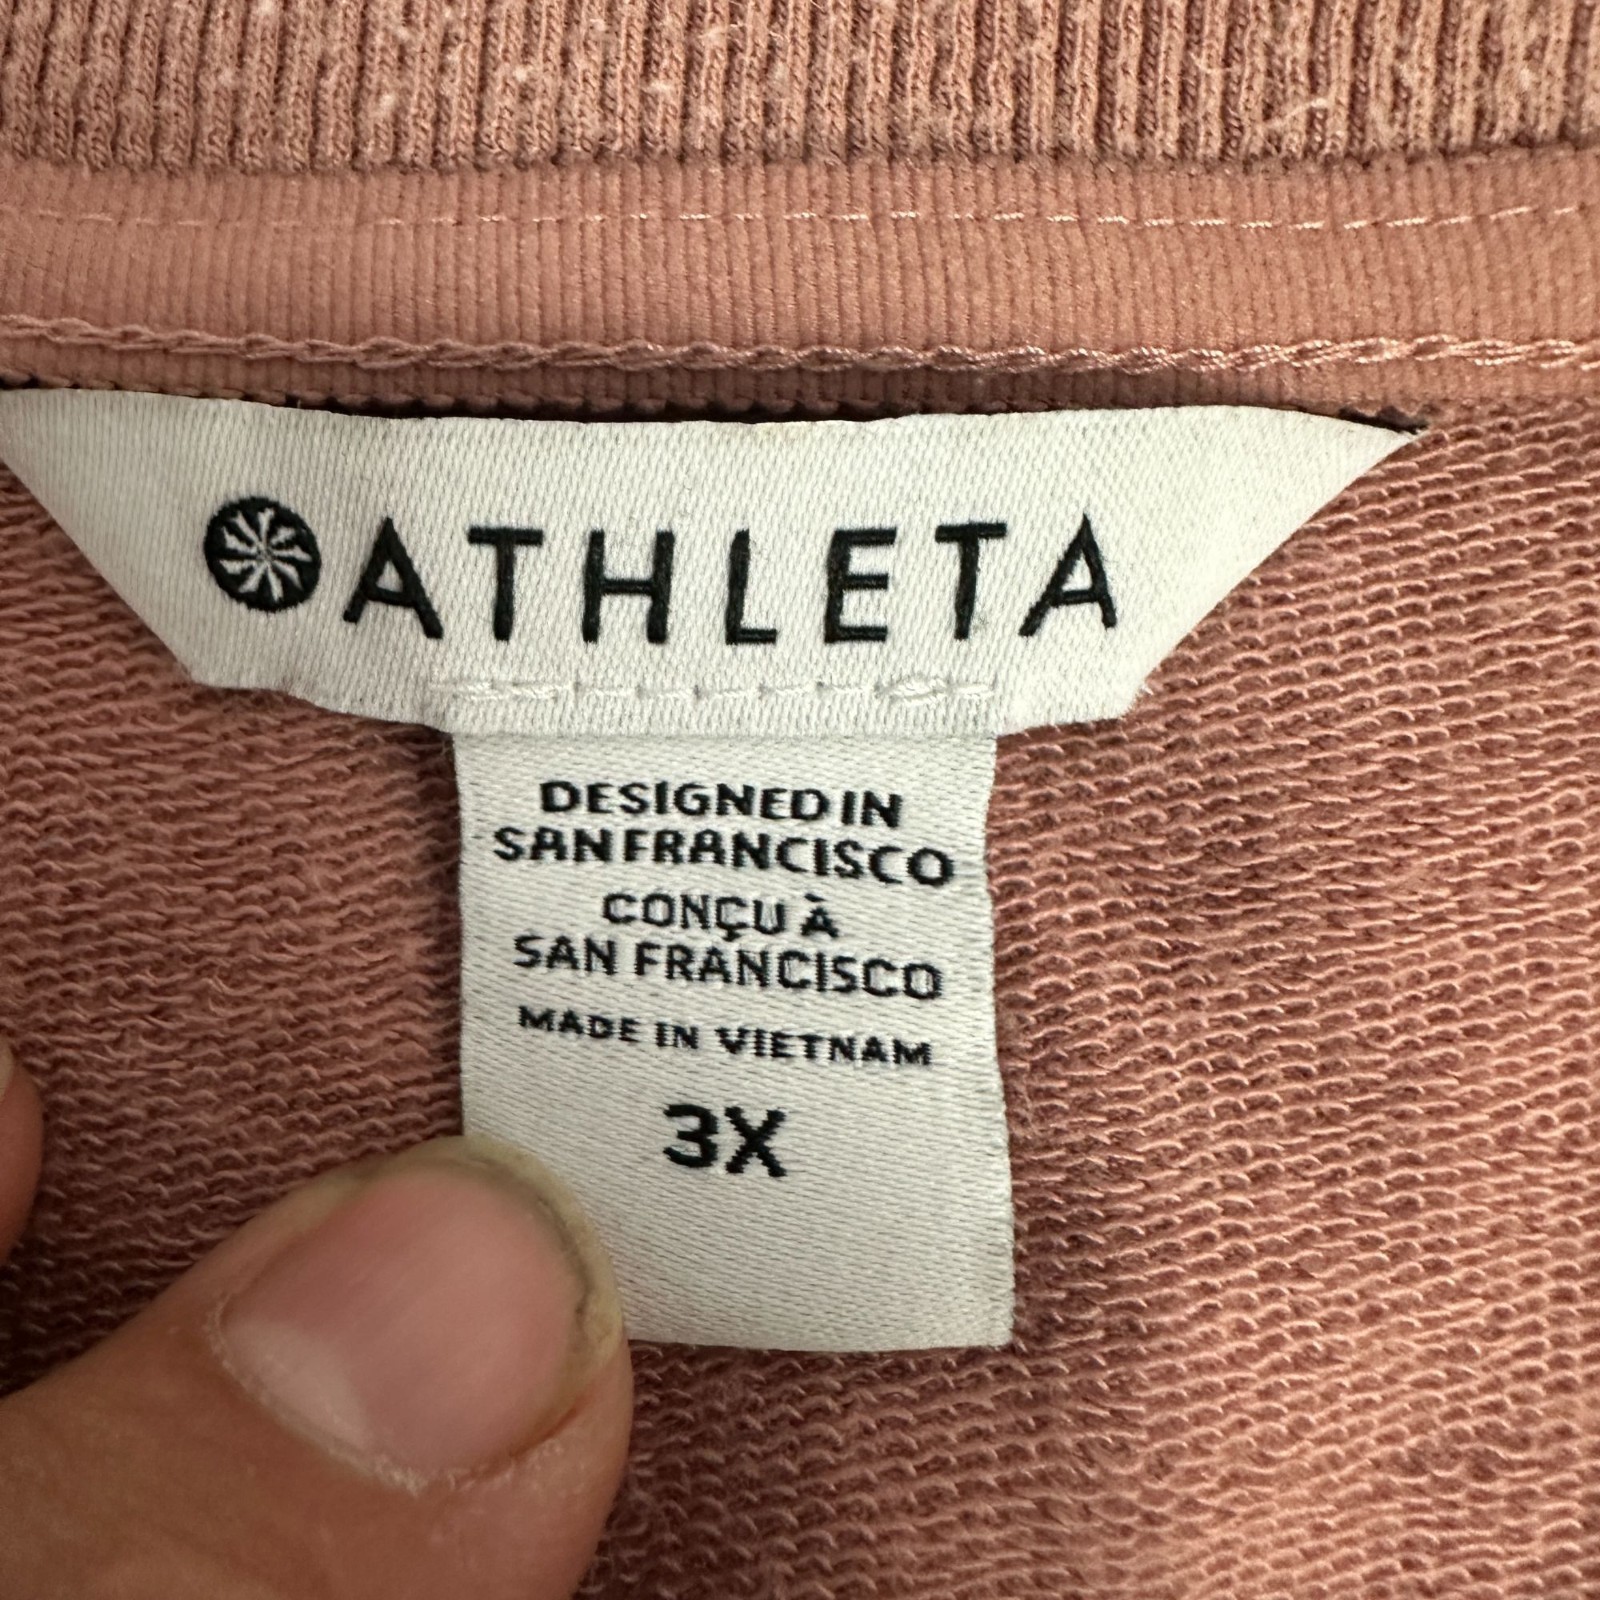 ATHLETA
DESIGNED IN
SAN FRANCISCO
CONÇU À
SAN FRANCISCO
MADE IN VIETNAM
3X